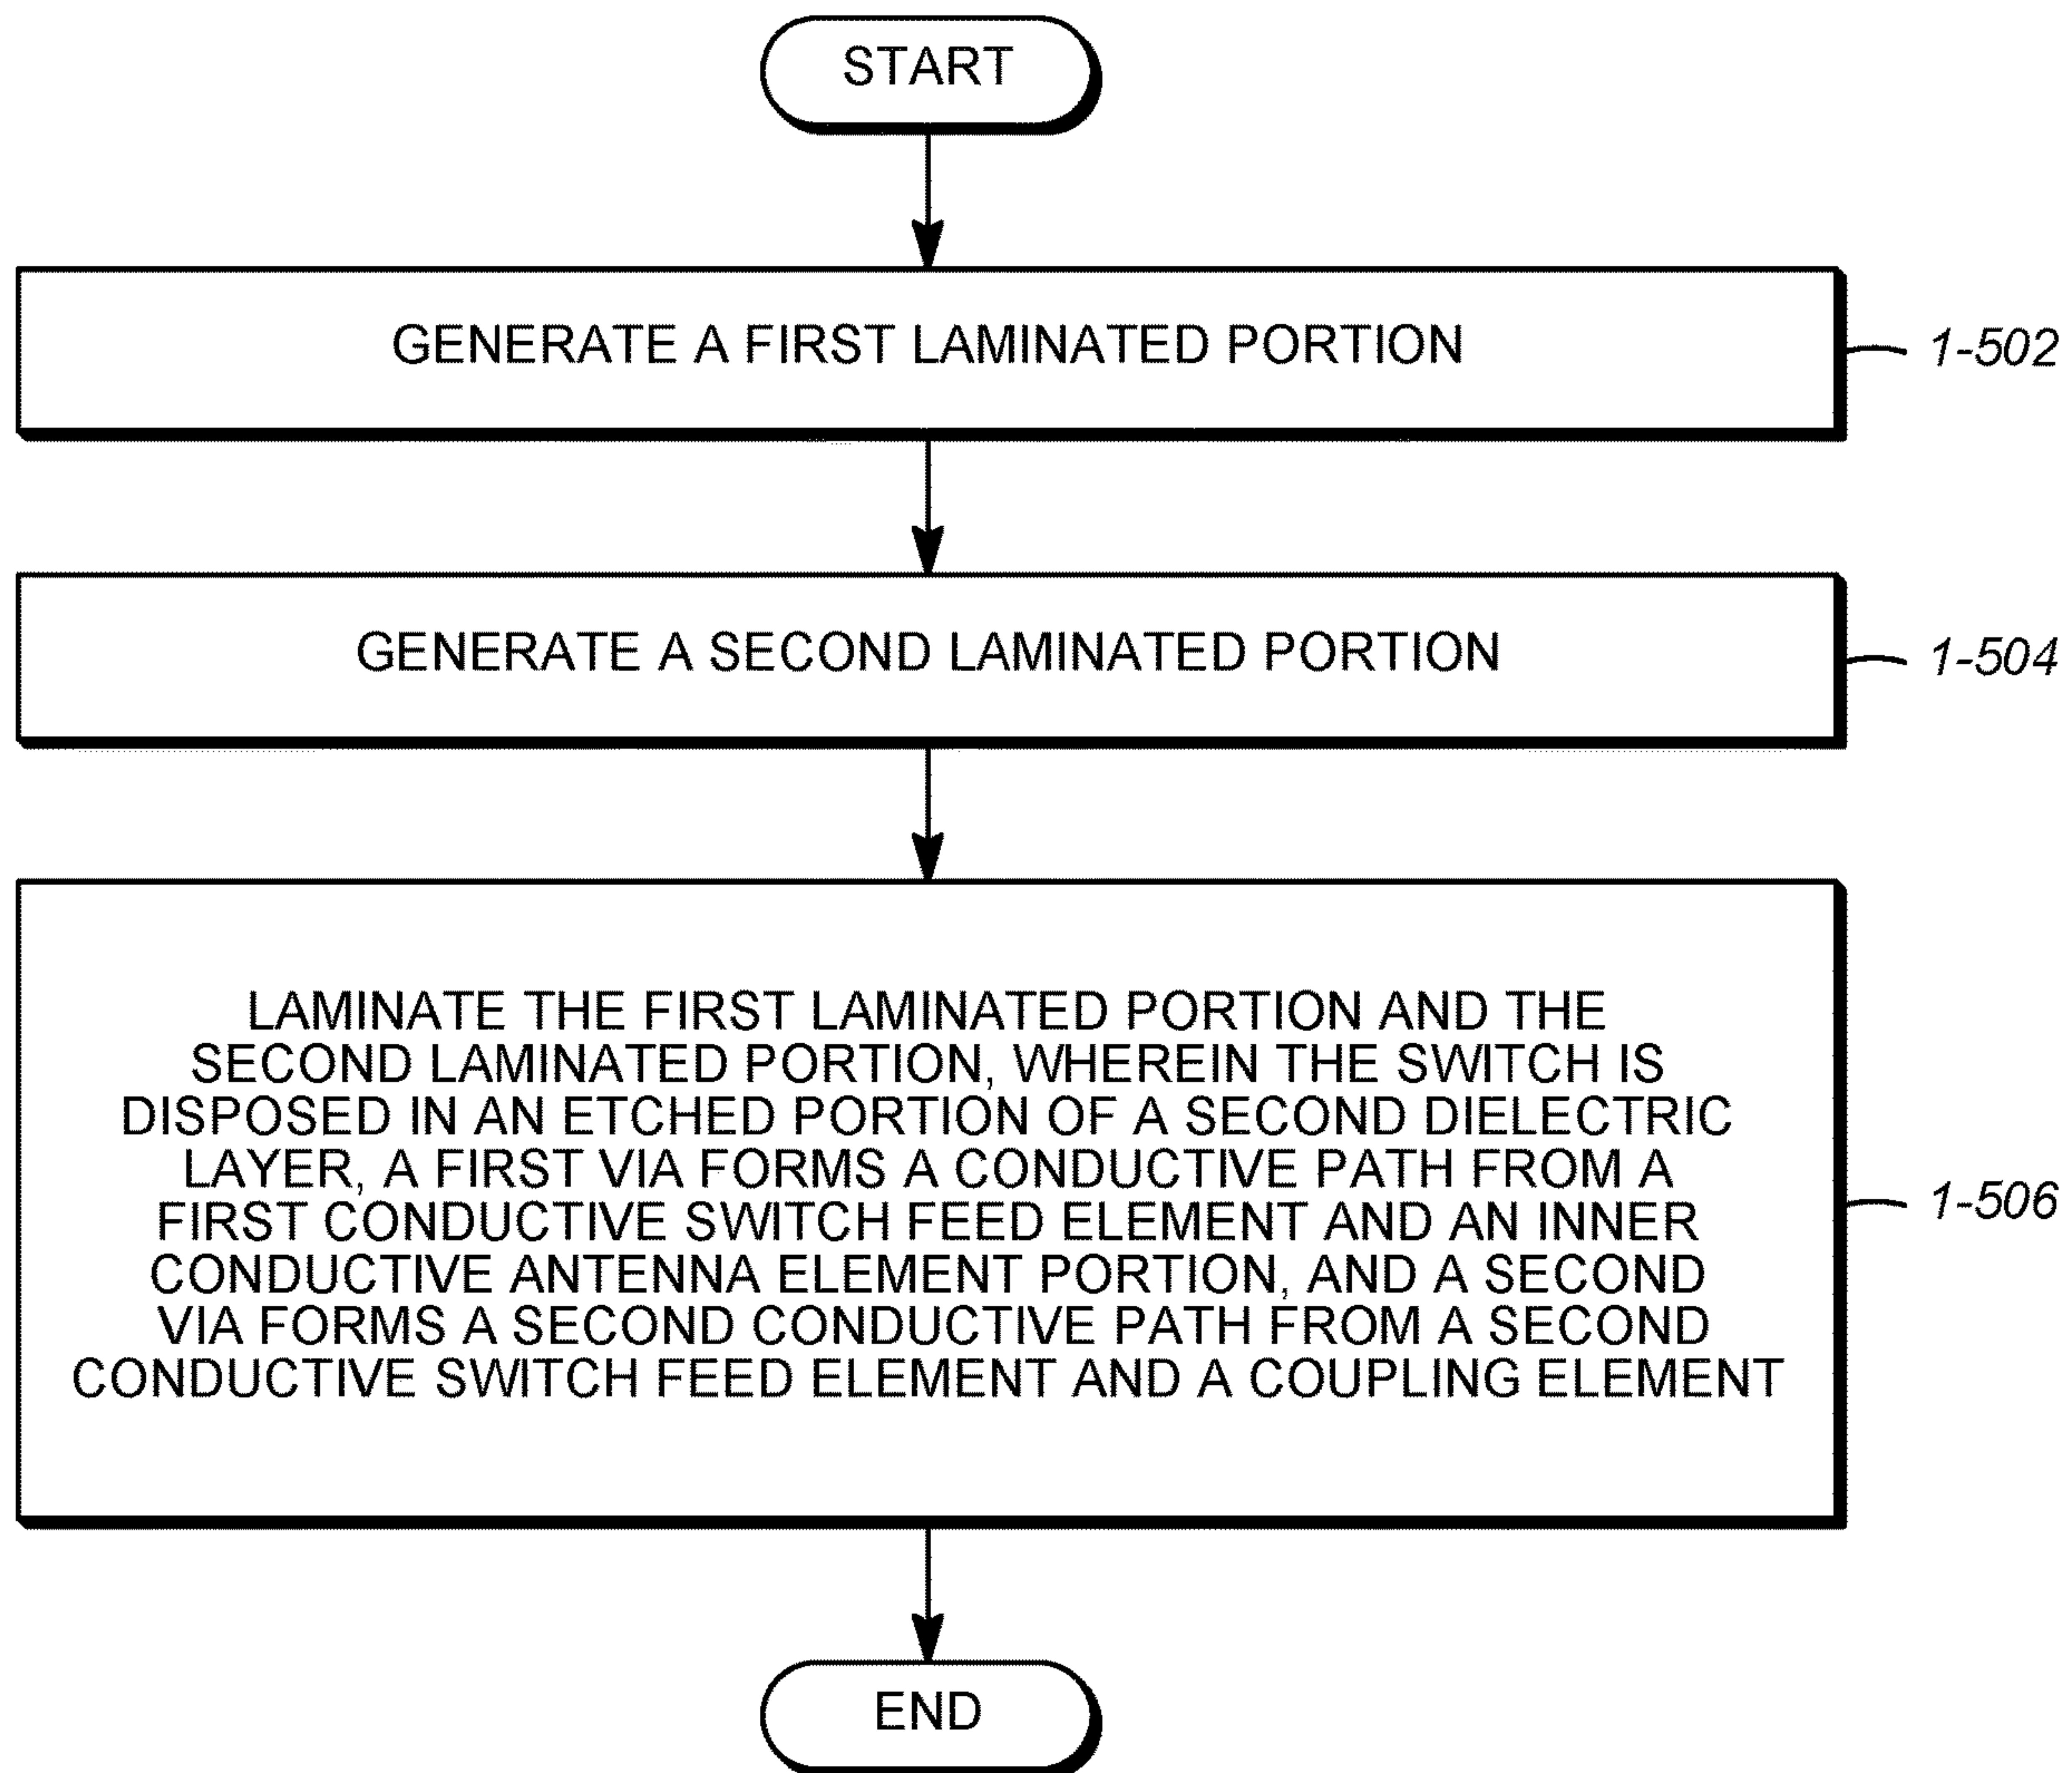 START
GENERATE A FIRST LAMINATED PORTION
1-502
GENERATE A SECOND LAMINATED PORTION
1-504
LAMINATE THE FIRST LAMINATED PORTION AND THE
SECOND LAMINATED PORTION, WHEREIN THE SWITCH IS
DISPOSED IN AN ETCHED PORTION OF A SECOND DIELECTRIC
LAYER, A FIRST VIA FORMS A CONDUCTIVE PATH FROM A
FIRST CONDUCTIVE SWITCH FEED ELEMENT AND AN INNER
CONDUCTIVE ANTENNA ELEMENT PORTION, AND A SECOND
VIA FORMS A SECOND CONDUCTIVE PATH FROM A SECOND
CONDUCTIVE SWITCH FEED ELEMENT AND A COUPLING ELEMENT
1-506
END